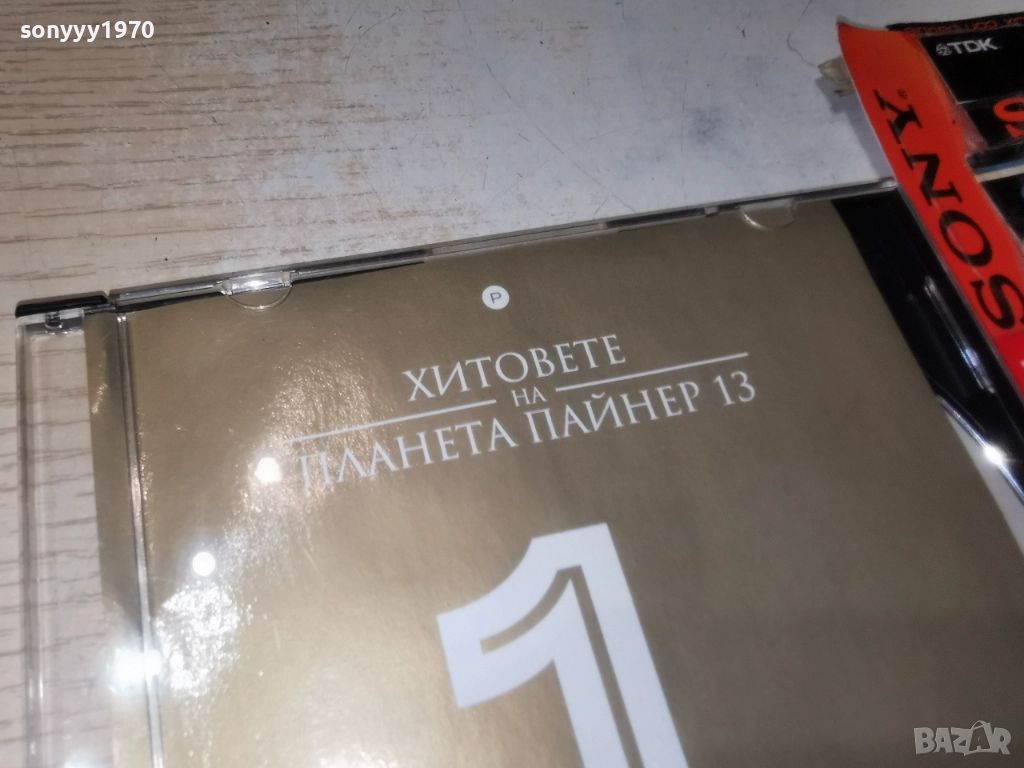 sonyyy1970
TDK
SONY
P
ХИТОВЕТЕ
НА
ПЛАНЕТА ПАЙНЕР 13
1
BAZAR